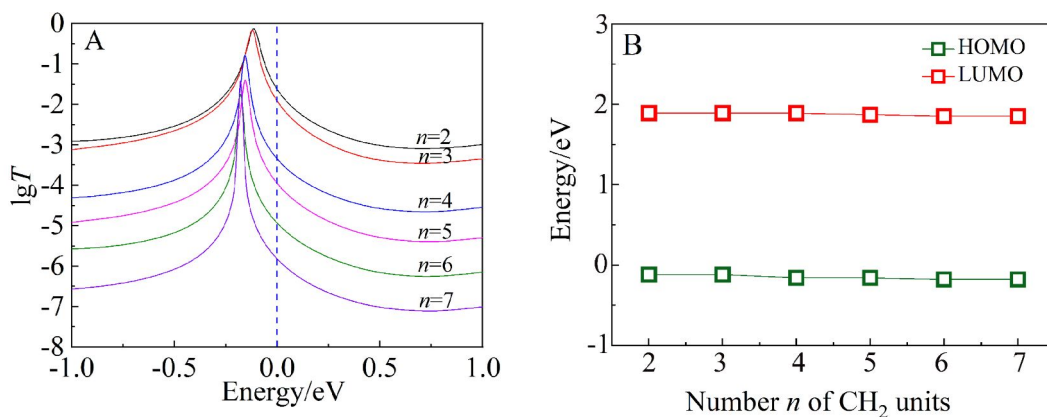 A
0
-1
-2
-3
-4
-5
-6
-7
-8
lgT
n=2
n=3
n=4
n=5
n=6
n=7
-1.0 -0.5 0.0 0.5 1.0
Energy/eV
B
HOMO
LUMO
3
2
1
0
-1
Energy/eV
2 3 4 5 6 7
Number n of CH₂ units